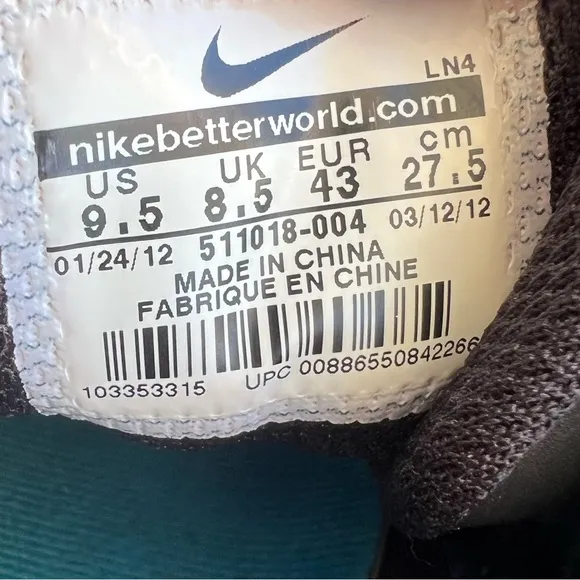 LN4
nikebetterworld.com
US UK EUR cm
9.5 8.5 43 27.5
01/24/12 511018-004 03/12/12
MADE IN CHINA
FABRIQUE EN CHINE
103353315 UPC 00886550842266